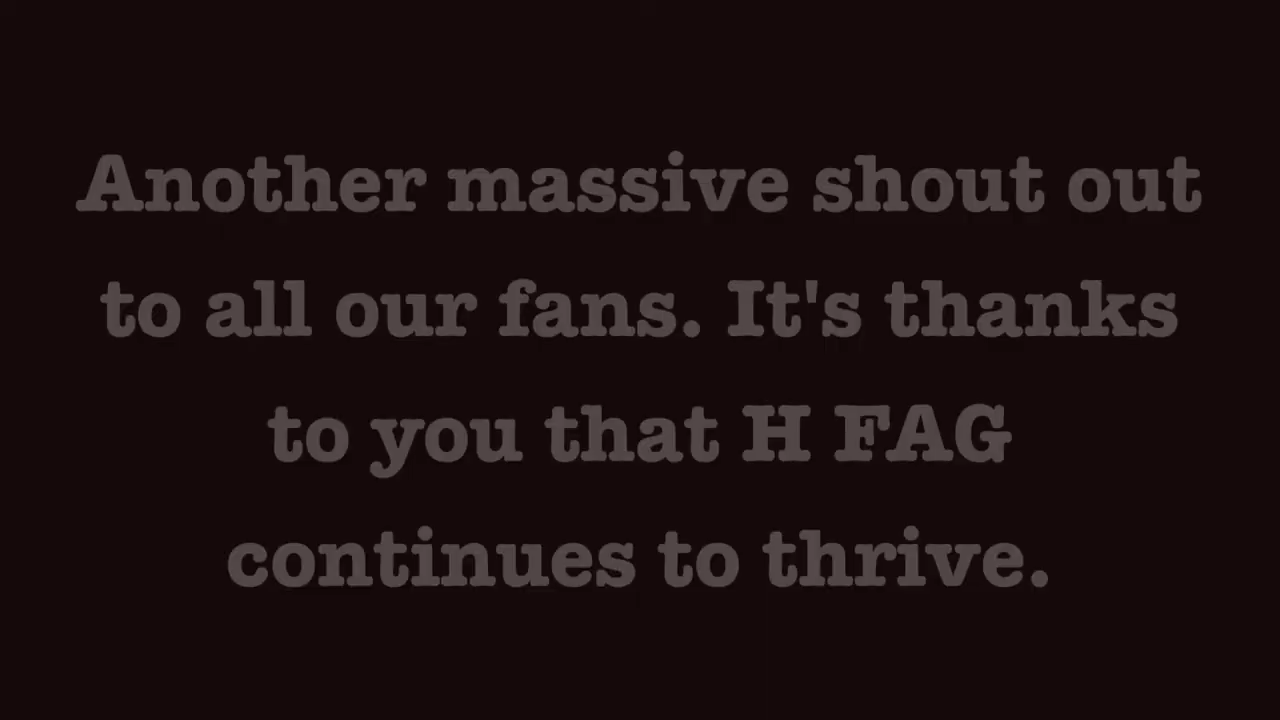 Another massive shout out
to all our fans. It's thanks
to you that H FAG
continues to thrive.